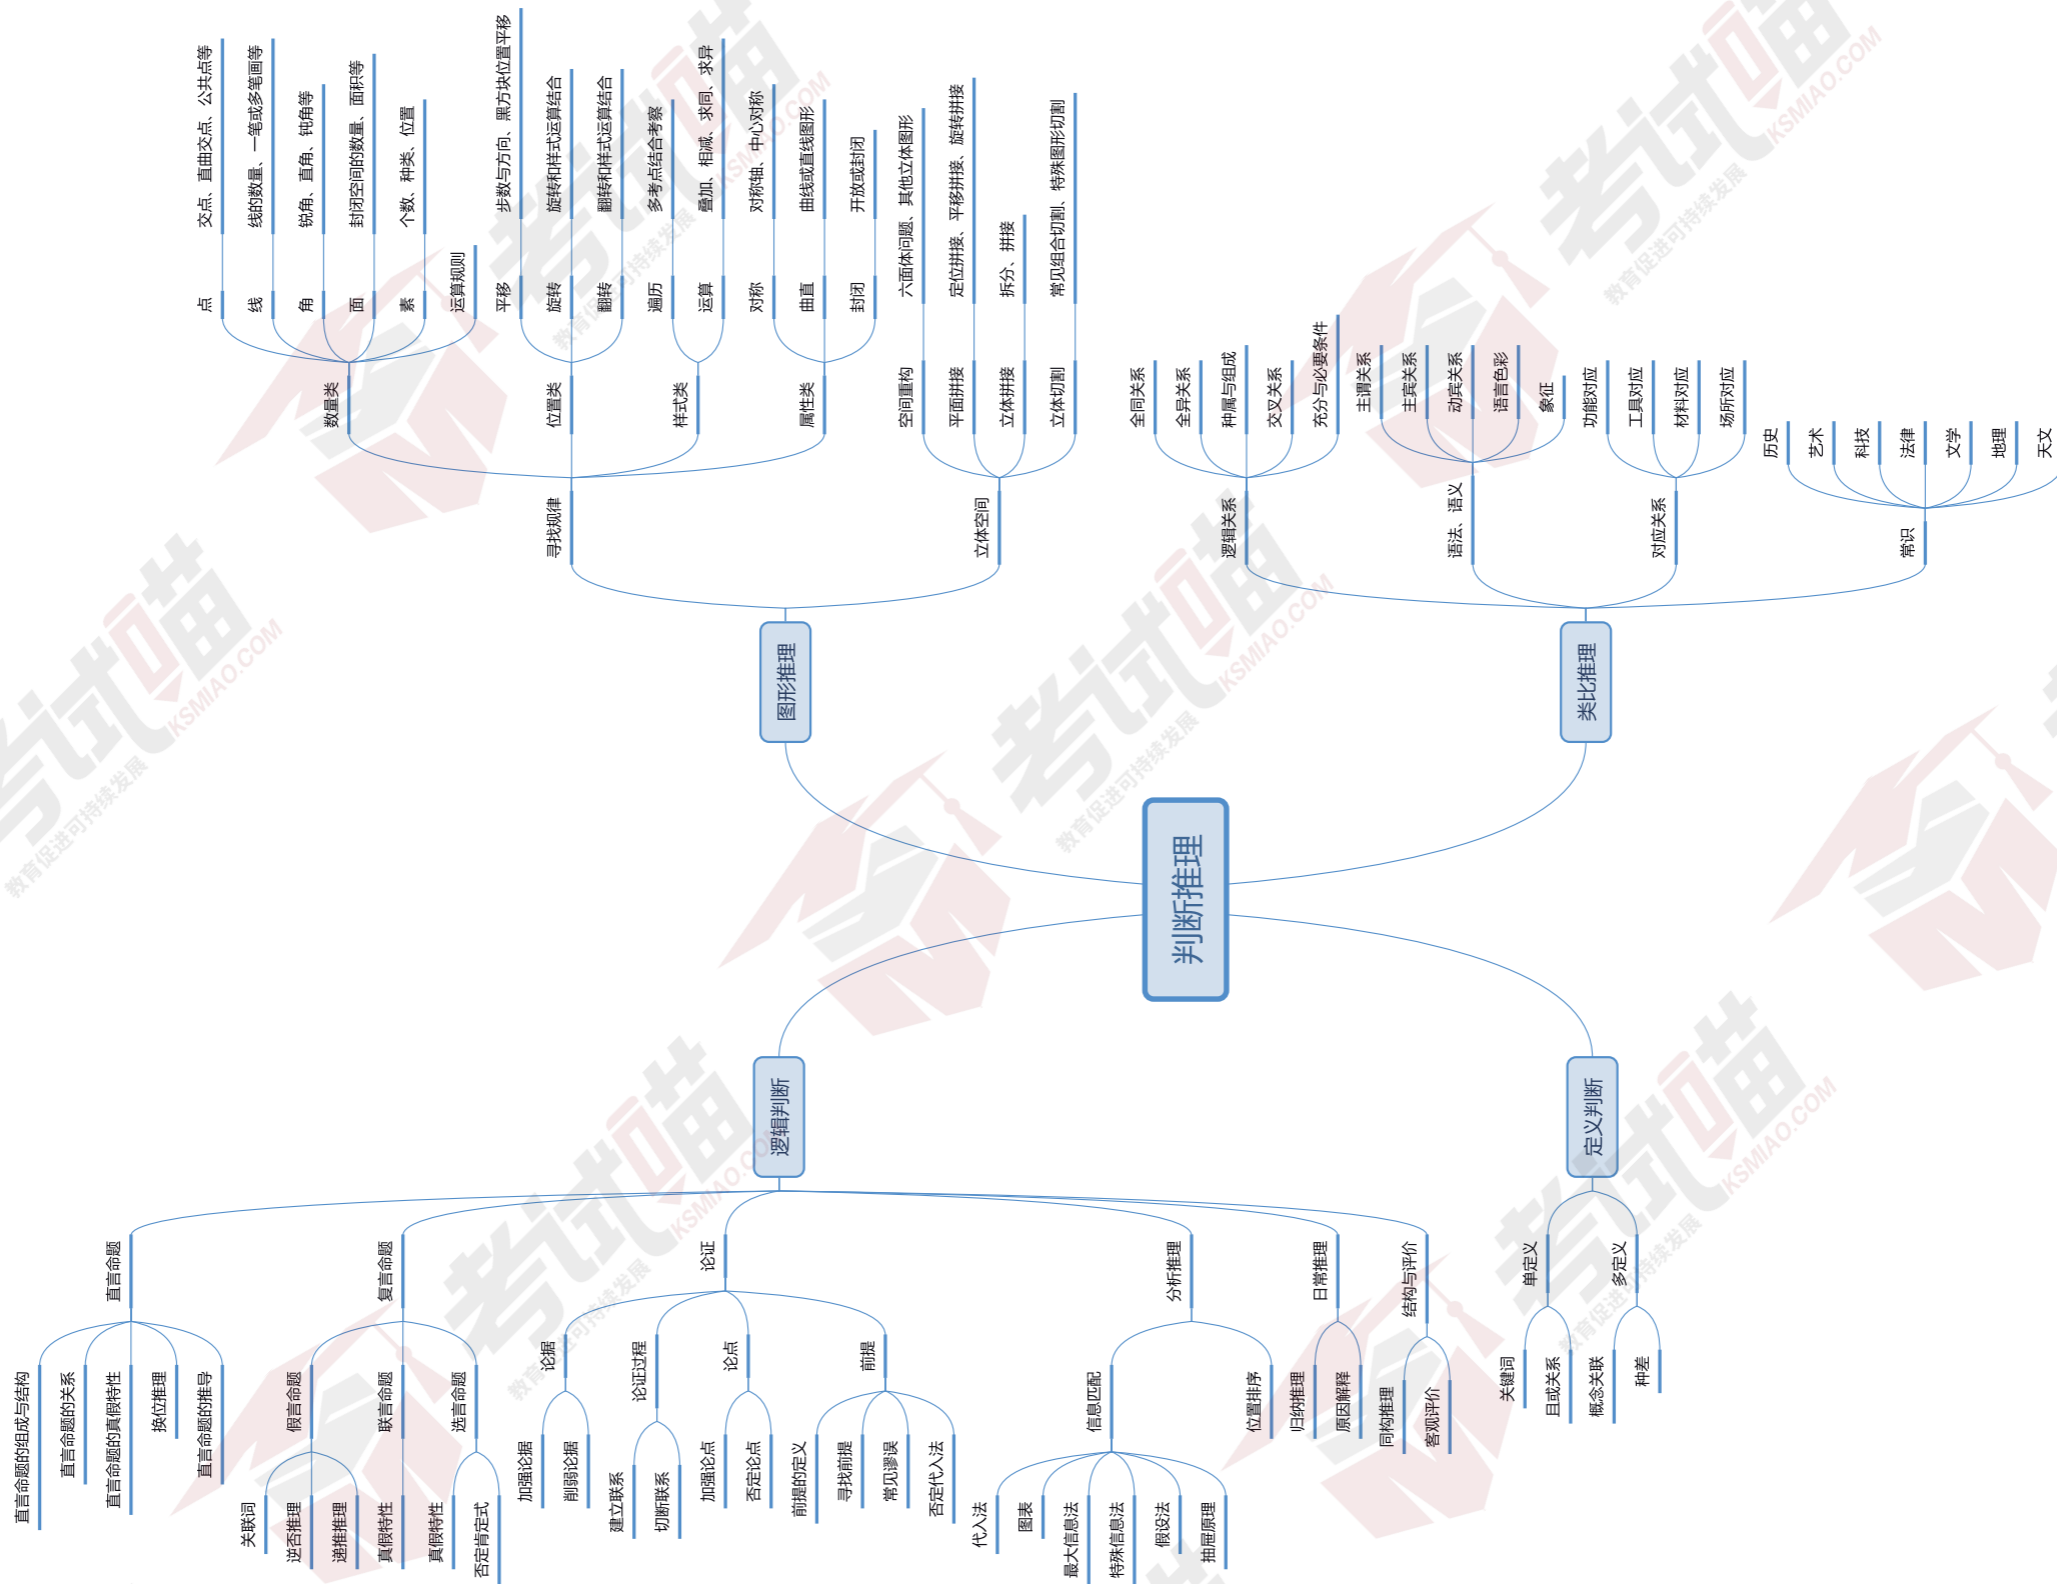 判断推理
图形推理
寻找规律
数量类
点
交点、直曲交点、公共点等
线
线的数量、一笔或多笔画等
角
锐角、直角、钝角等
面
封闭空间的数量、面积等
素
个数、种类、位置
运算规则
位置类
平移
步数与方向、黑方块位置平移
旋转
旋转和样式运算结合
翻转
翻转和样式运算结合
样式类
遍历
多考点结合考察
运算
叠加、相减、求同、求异
属性类
对称
对称轴、中心对称
曲直
曲线或直线图形
封闭
开放或封闭
立体空间
空间重构
六面体问题、其他立体图形
平面拼接
定位拼接、平移拼接、旋转拼接
立体拼接
拆分、拼接
立体切割
常见组合切割、特殊图形切割
类比推理
逻辑关系
全同关系
全异关系
种属与组成
交叉关系
充分与必要条件
语法、语义
主谓关系
主宾关系
动宾关系
语言色彩
象征
对应关系
功能对应
工具对应
材料对应
场所对应
常识
历史
艺术
科技
法律
文学
地理
天文
逻辑判断
直言命题
直言命题的组成与结构
直言命题的关系
直言命题的真假特性
换位推理
直言命题的推导
复言命题
假言命题
关联词
逆否推理
递推推理
联言命题
真假特性
选言命题
真假特性
否定肯定式
论证
论据
加强论据
削弱论据
论证过程
建立联系
切断联系
论点
加强论点
否定论点
前提
前提的定义
寻找前提
常见谬误
否定代入法
分析推理
信息匹配
代入法
图表
最大信息法
特殊信息法
假设法
抽屉原理
位置排序
日常推理
归纳推理
原因解释
结构与评价
同构推理
客观评价
定义判断
单定义
关键词
且或关系
多定义
概念关联
种差
考试喵
KSMIAO.COM
教育促进可持续发展